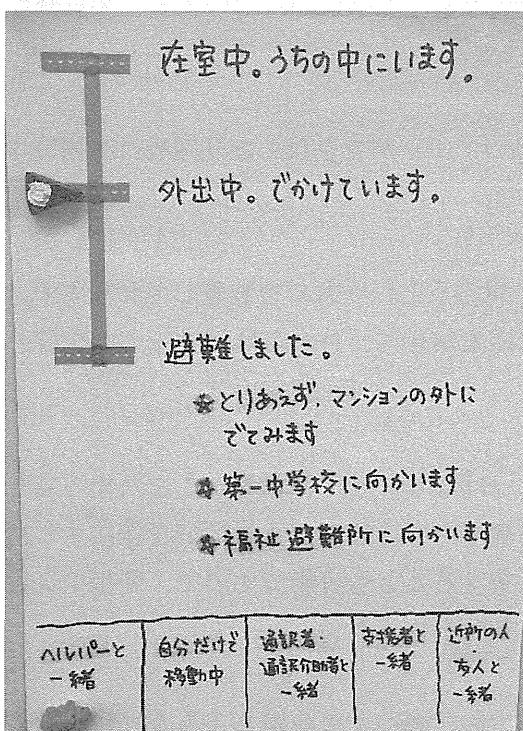 在室中。うちの中にいます。
外出中。でかけています。
避難しました。
☆とりあえず、マンションの外に
でてみます
☆第一中学校に向かいます
☆福祉避難所に向かいます
ヘルパーと
一緒
自分だけで
移動中
通訳者・
通訳介助者と
一緒
支援者と
一緒
近所の人
・
友人と
一緒